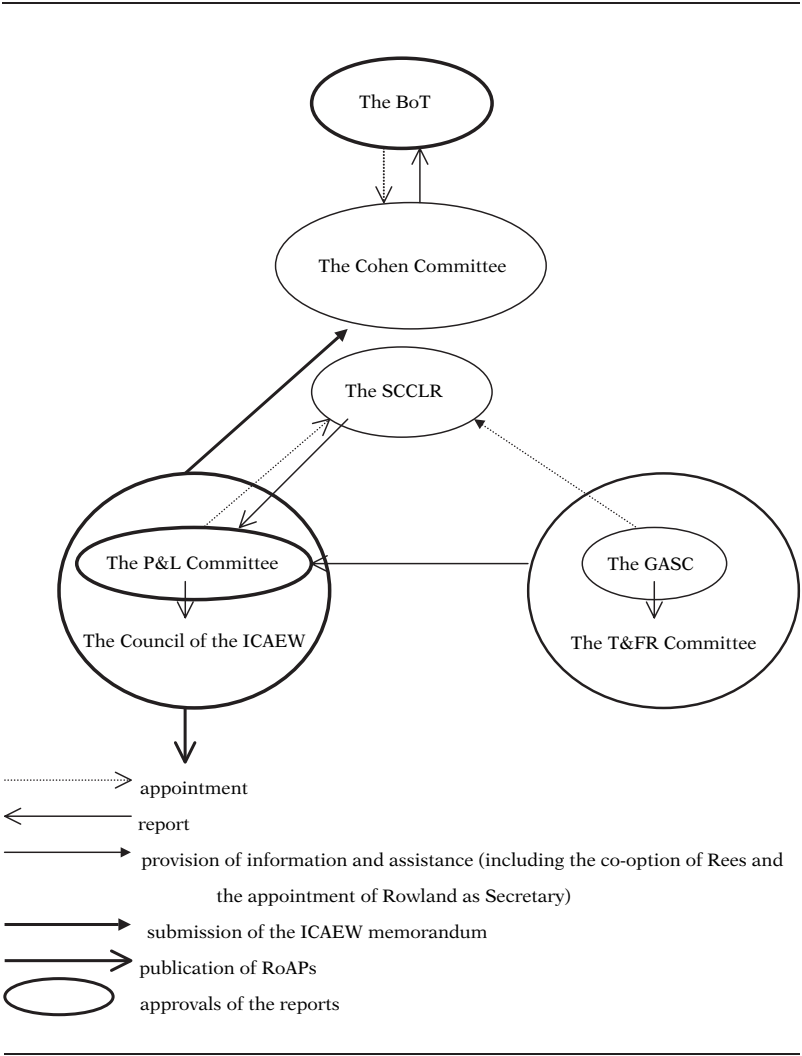 The BoT
The Cohen Committee
The SCCLR
The P&L Committee
The GASC
The Council of the ICAEW
The T&FR Committee
appointment
report
provision of information and assistance (including the co-option of Rees and
the appointment of Rowland as Secretary)
submission of the ICAEW memorandum
publication of RoAPs
approvals of the reports